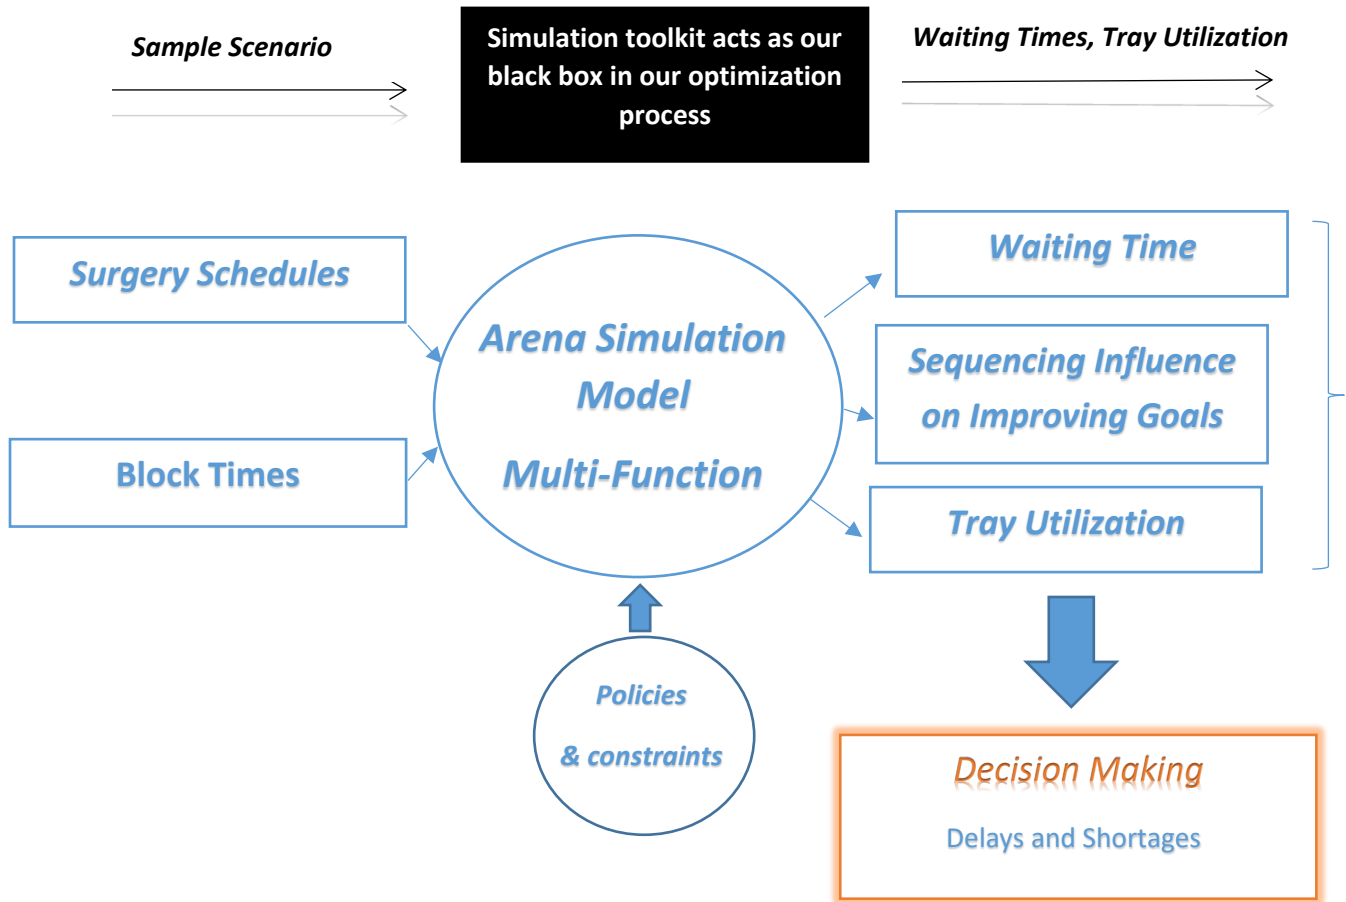 Sample Scenario
Simulation toolkit acts as our
black box in our optimization
process
Waiting Times, Tray Utilization
Surgery Schedules
Block Times
Arena Simulation
Model
Multi-Function
Policies
& constraints
Waiting Time
Sequencing Influence
on Improving Goals
Tray Utilization
Decision Making
Delays and Shortages